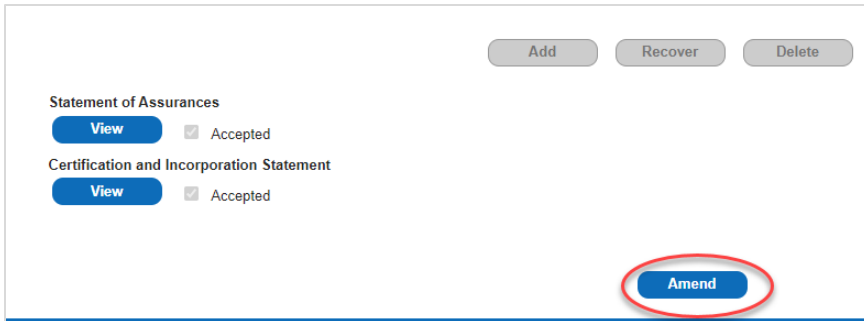 Add Recover Delete
Statement of Assurances
View Accepted
Certification and Incorporation Statement
View Accepted
Amend